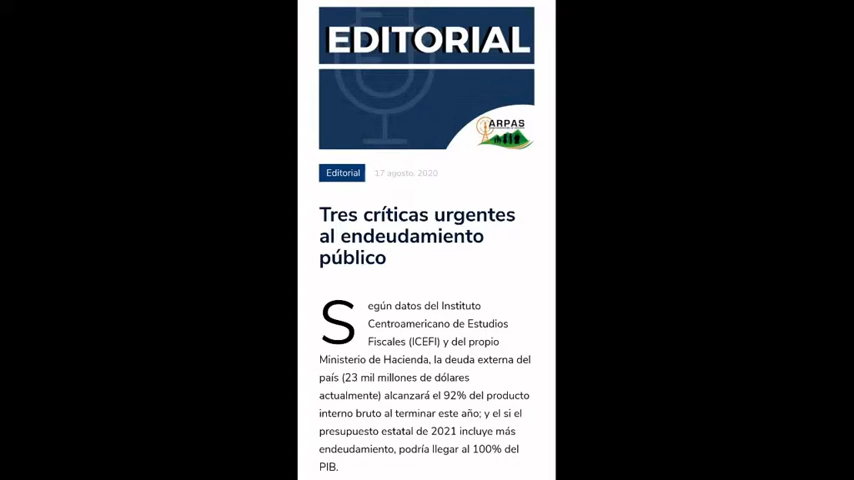 EDITORIAL
ARPAS
Editorial 17 agosto, 2020
Tres críticas urgentes
al endeudamiento
público
Según datos del Instituto
Centroamericano de Estudios
Fiscales (ICEFI) y del propio
Ministerio de Hacienda, la deuda externa del
país (23 mil millones de dólares
actualmente) alcanzará el 92% del producto
interno bruto al terminar este año; y el si el
presupuesto estatal de 2021 incluye más
endeudamiento, podría llegar al 100% del
PIB.